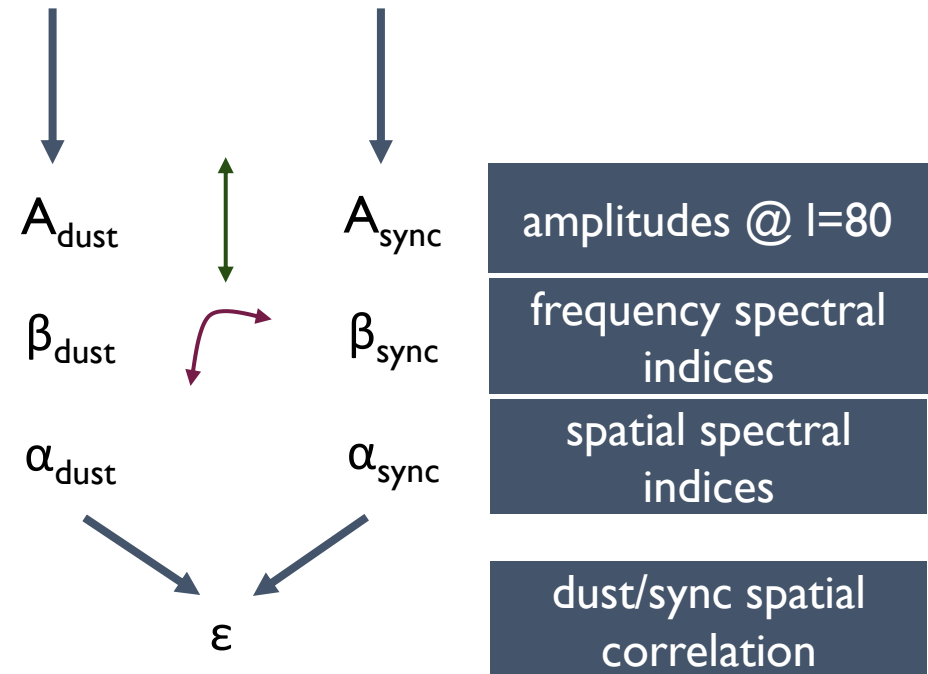 A_dust A_sync amplitudes @ l=80
β_dust β_sync frequency spectral
indices
α_dust α_sync spatial spectral
indices
ε dust/sync spatial
correlation